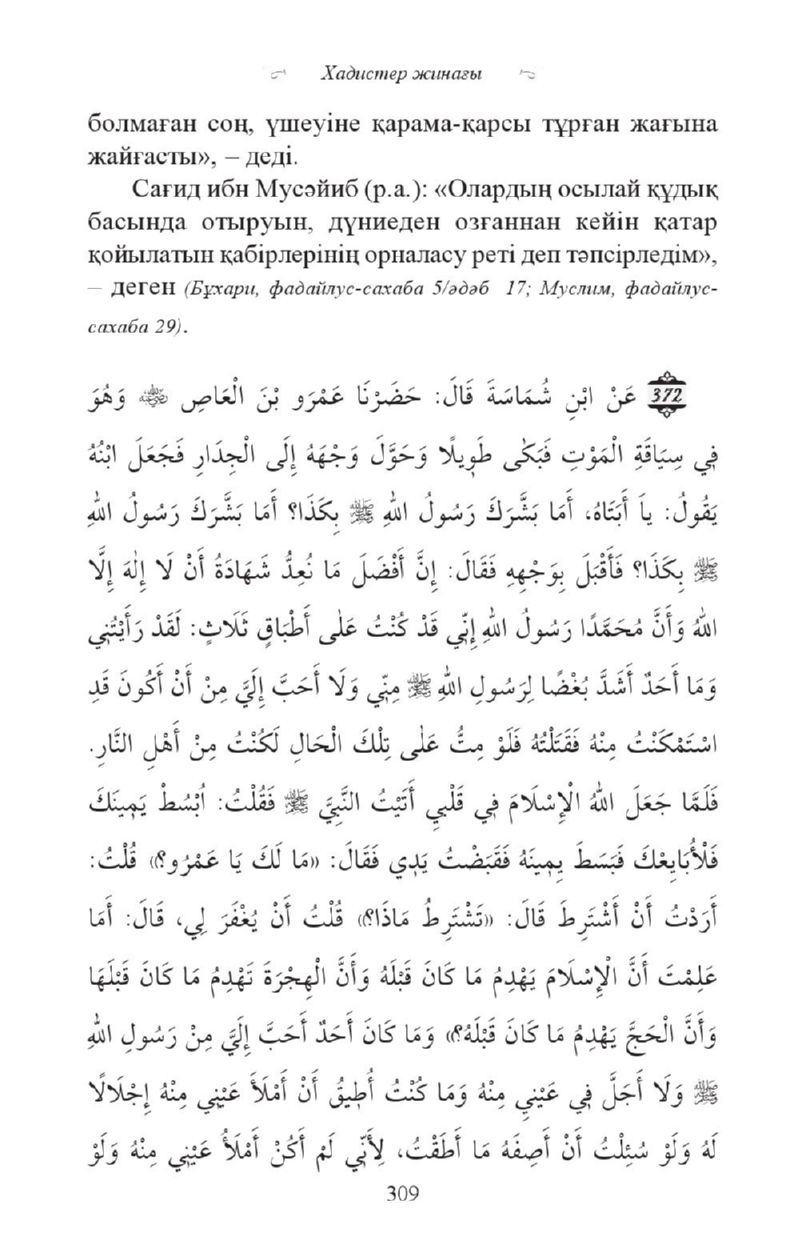 Хадистер жинағы
болмаған соң, үшеуіне қарама-қарсы тұрған жағына
жайғасты», – деді.
Сағид ибн Мусәйиб (р.а.): «Олардың осылай құдық
басында отыруын, дүниеден озғаннан кейін қатар
қойылатын қабірлерінің орналасу реті деп тәпсірледім»,
– деген (Бұхари, фадайлус-сахаба 5/әдәб 17; Муслим, фадайлус-
сахаба 29).
372 عَنْ ابْنِ شُمَاسَةَ قَالَ: حَضَرْنَا عَمْرَو بْنَ الْعَاصِ ﷜ وَهُوَ
فِي سِيَاقَةِ الْمَوْتِ فَبَكَى طَوِيلًا وَحَوَّلَ وَجْهَهُ إِلَى الْجِدَارِ فَجَعَلَ ابْنُهُ
يَقُولُ: ياَ أَبَتَاهُ، أَمَا بَشَّرَكَ رَسُولُ اللهِ ﷺ بِكَذَا؟ أَمَا بَشَّرَكَ رَسُولُ اللهِ
ﷺ بِكَذَا؟ فَأَقْبَلَ بِوَجْهِهِ فَقَالَ: إِنَّ أَفْضَلَ مَا نُعِدُّ شَهَادَةُ أَنْ لَا إِلٰهَ إِلَّا
اللهُ وَأَنَّ مُحَمَّدًا رَسُولُ اللهِ إِنِّي قَدْ كُنْتُ عَلٰى أَطْبَاقٍ ثَلَاثٍ: لَقَدْ رَأَيْتُنِي
وَمَا أَحَدٌ أَشَدَّ بُغْضًا لِرَسُولِ اللهِ ﷺ مِنِّي وَلَا أَحَبَّ إِلَيَّ مِنْ أَنْ أَكُونَ قَدِ
اسْتَمْكَنْتُ مِنْهُ فَقَتَلْتُهُ فَلَوْ مِتُّ عَلٰى تِلْكَ الْحَالِ لَكُنْتُ مِنْ أَهْلِ النَّارِ.
فَلَمَّا جَعَلَ اللهُ الْإِسْلَامَ فِي قَلْبِي أَتَيْتُ النَّبِيَّ ﷺ فَقُلْتُ: اُبْسُطْ يَمِينَكَ
فَلْأُبَايِعْكَ فَبَسَطَ يمِينَهُ فَقَبَضْتُ يَدِي فَقَالَ: «مَا لَكَ يَا عَمْرُو؟» قُلْتُ:
أَرَدْتُ أَنْ أَشْتَرِطَ قَالَ: «تَشْتَرِطُ مَاذَا؟» قُلْتُ أَنْ يُغْفَرَ لِي، قَالَ: أَمَا
عَلِمْتَ أَنَّ الْإِسْلَامَ يَهْدِمُ مَا كَانَ قَبْلَهُ وَأَنَّ الْهِجْرَةَ تَهْدِمُ مَا كَانَ قَبْلَهَا
وَأَنَّ الْحَجَّ يَهْدِمُ مَا كَانَ قَبْلَهُ؟» وَمَا كَانَ أَحَدٌ أَحَبَّ إِلَيَّ مِنْ رَسُولِ اللهِ
ﷺ وَلَا أَجَلَّ فِي عَيْنِي مِنْهُ وَمَا كُنْتُ أُطِيقُ أَنْ أَمْلَأَ عَيْنِي مِنْهُ إِجْلَالًا
لَهُ وَلَوْ سُئِلْتُ أَنْ أَصِفَهُ مَا أَطَقْتُ، لِأَنِّي لَمْ أَكُنْ أَمْلَأُ عَيْنِي مِنْهُ وَلَوْ
309